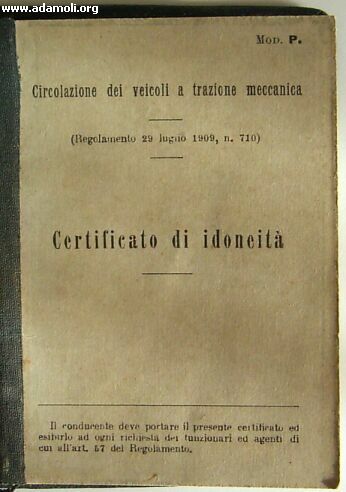 www.adamoli.org
MOD. P.
Circolazione dei veicoli a trazione meccanica
(Regolamento 29 luglio 1909, n. 710)
Certificato di idoneità
Il conducente deve portare il presente certificato ed
esibirlo ad ogni richiesta dei funzionari ed agenti di
cui all'art. 57 del Regolamento.